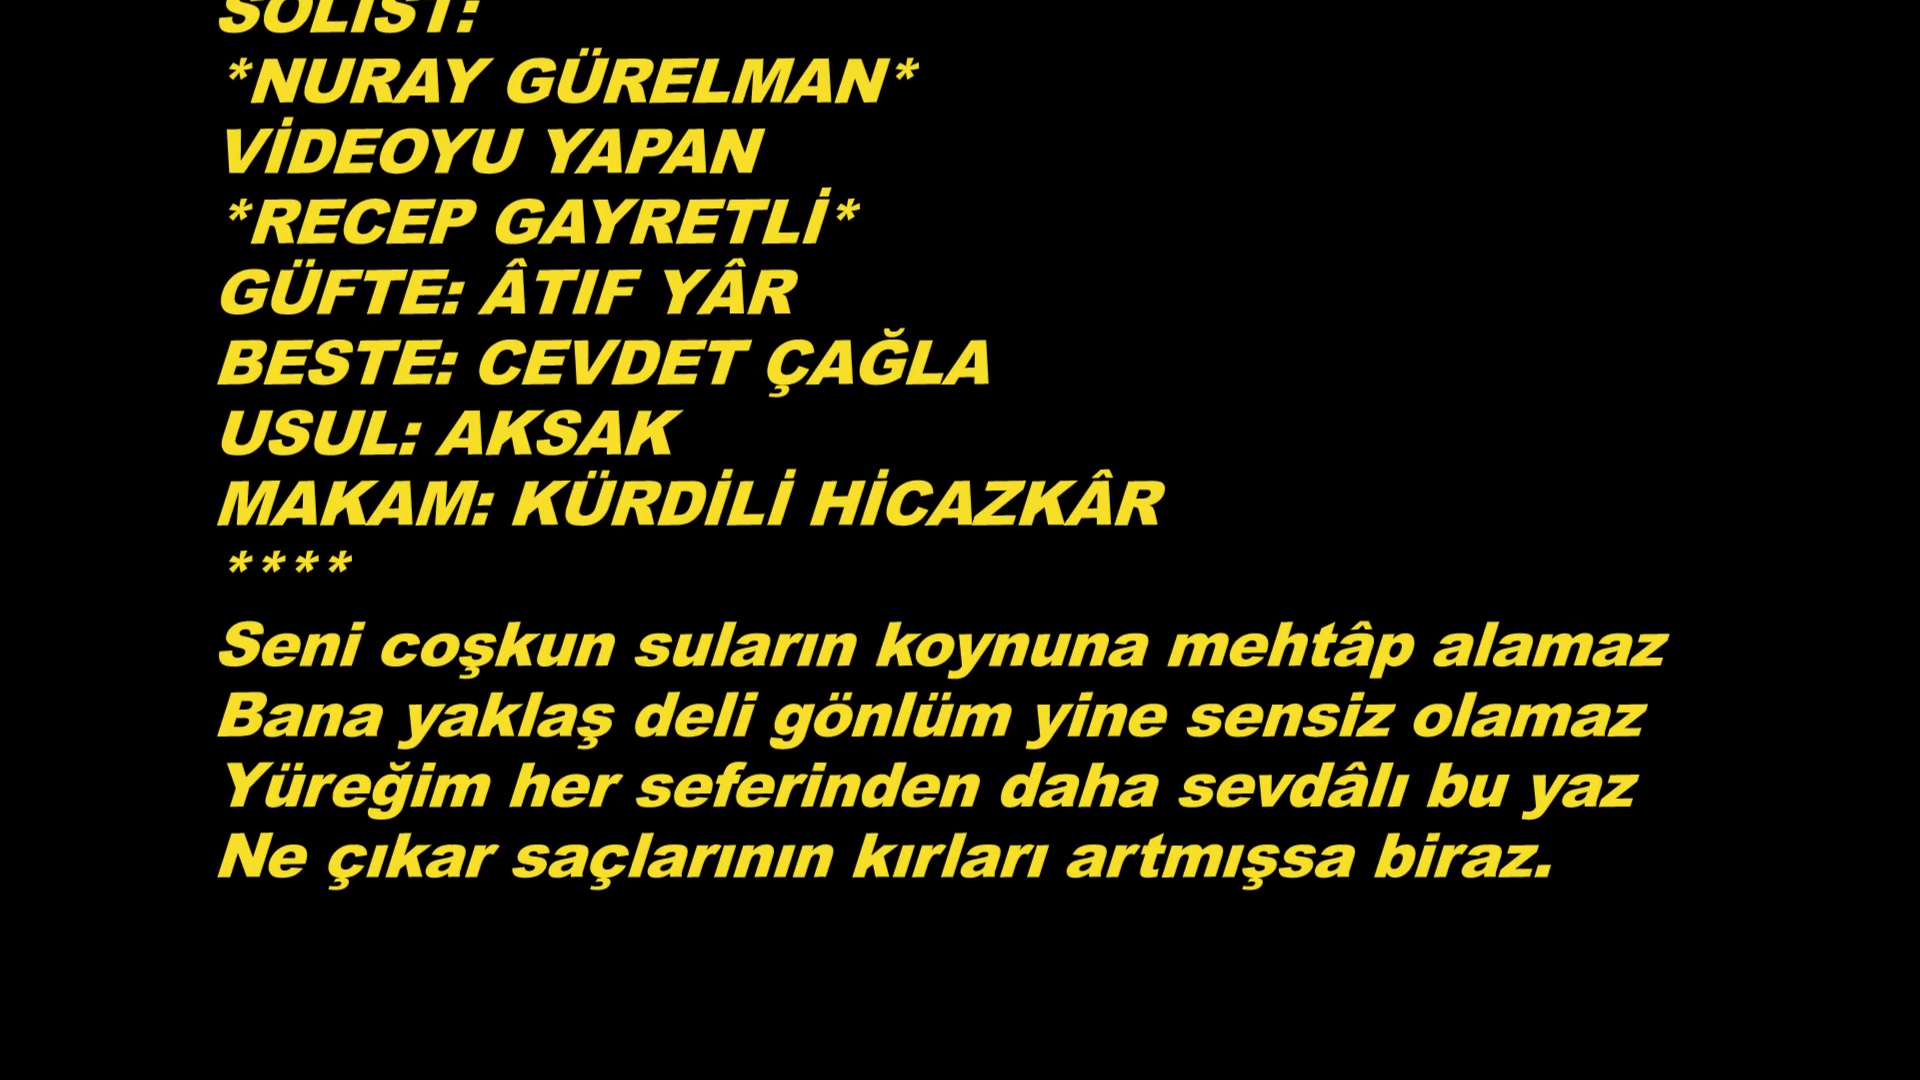 SOLİST:
*NURAY GÜRELMAN*
VİDEOYU YAPAN
*RECEP GAYRETLİ*
GÜFTE: ÂTIF YÂR
BESTE: CEVDET ÇAĞLA
USUL: AKSAK
MAKAM: KÜRDİLİ HİCAZKÂR
****
Seni coşkun suların koynuna mehtâp alamaz
Bana yaklaş deli gönlüm yine sensiz olamaz
Yüreğim her seferinden daha sevdâlı bu yaz
Ne çıkar saçlarının kırları artmışsa biraz.